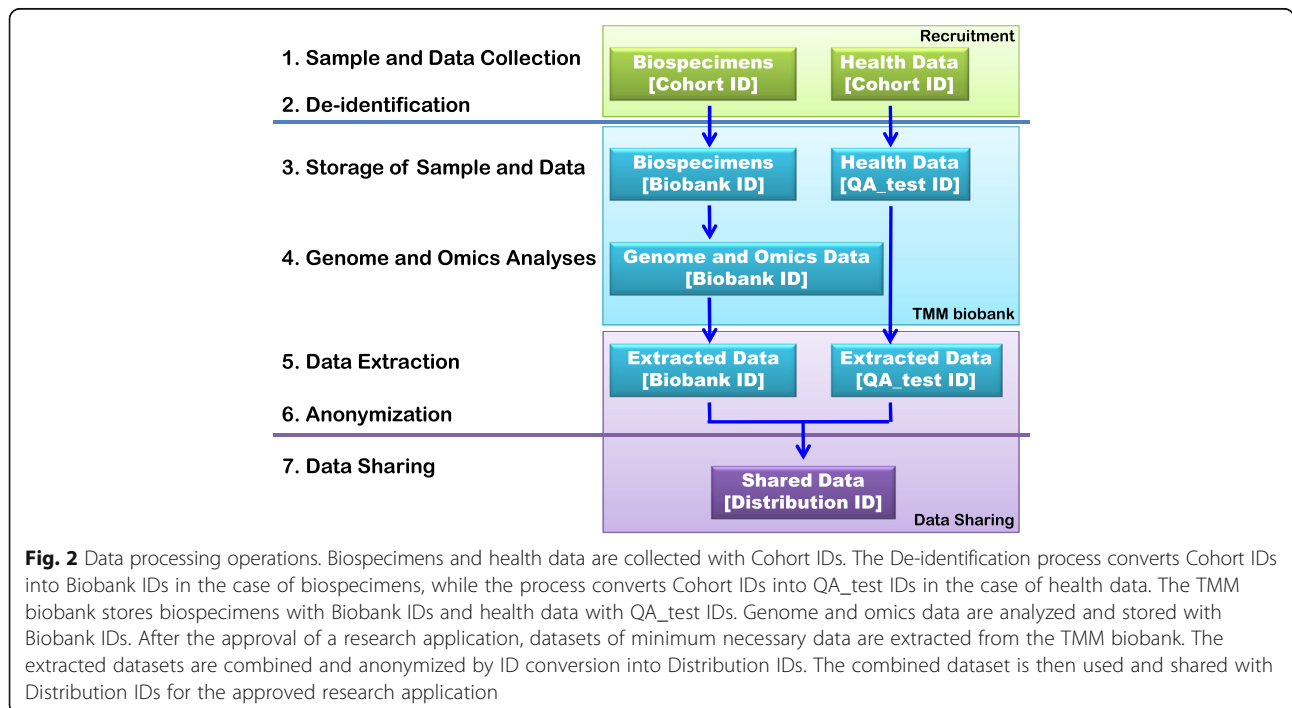 Recruitment
1. Sample and Data Collection
Biospecimens
[Cohort ID]
Health Data
[Cohort ID]
2. De-identification
3. Storage of Sample and Data
Biospecimens
[Biobank ID]
Health Data
[QA_test ID]
4. Genome and Omics Analyses
Genome and Omics Data
[Biobank ID]
TMM biobank
5. Data Extraction
Extracted Data
[Biobank ID]
Extracted Data
[QA_test ID]
6. Anonymization
7. Data Sharing
Shared Data
[Distribution ID]
Data Sharing
Fig. 2 Data processing operations. Biospecimens and health data are collected with Cohort IDs. The De-identification process converts Cohort IDs
into Biobank IDs in the case of biospecimens, while the process converts Cohort IDs into QA_test IDs in the case of health data. The TMM
biobank stores biospecimens with Biobank IDs and health data with QA_test IDs. Genome and omics data are analyzed and stored with
Biobank IDs. After the approval of a research application, datasets of minimum necessary data are extracted from the TMM biobank. The
extracted datasets are combined and anonymized by ID conversion into Distribution IDs. The combined dataset is then used and shared with
Distribution IDs for the approved research application